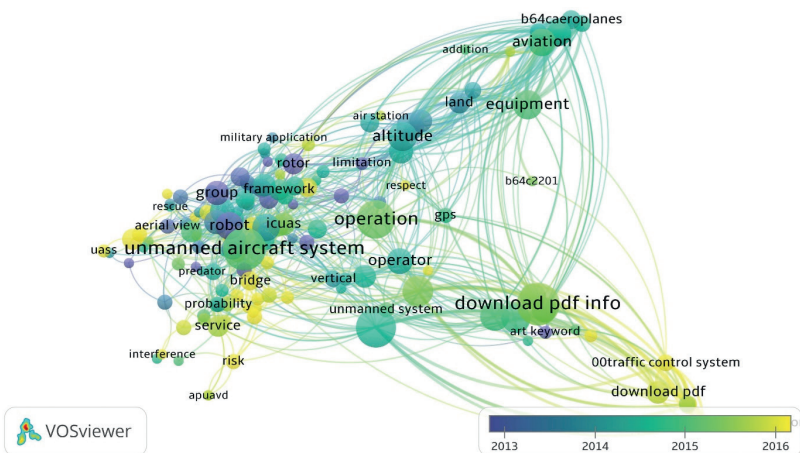 b64caeroplanes
aviation
addition
land
equipment
air station
altitude
military application
rotor
limitation
b64c2201
group
framework
respect
rescue
aerial view
robot
icuas
operation
gps
uass
unmanned aircraft system
operator
predator
bridge
vertical
probability
unmanned system
download pdf info
service
art keyword
interference
risk
00traffic control system
apuavd
download pdf
VOSviewer
2013
2014
2015
2016